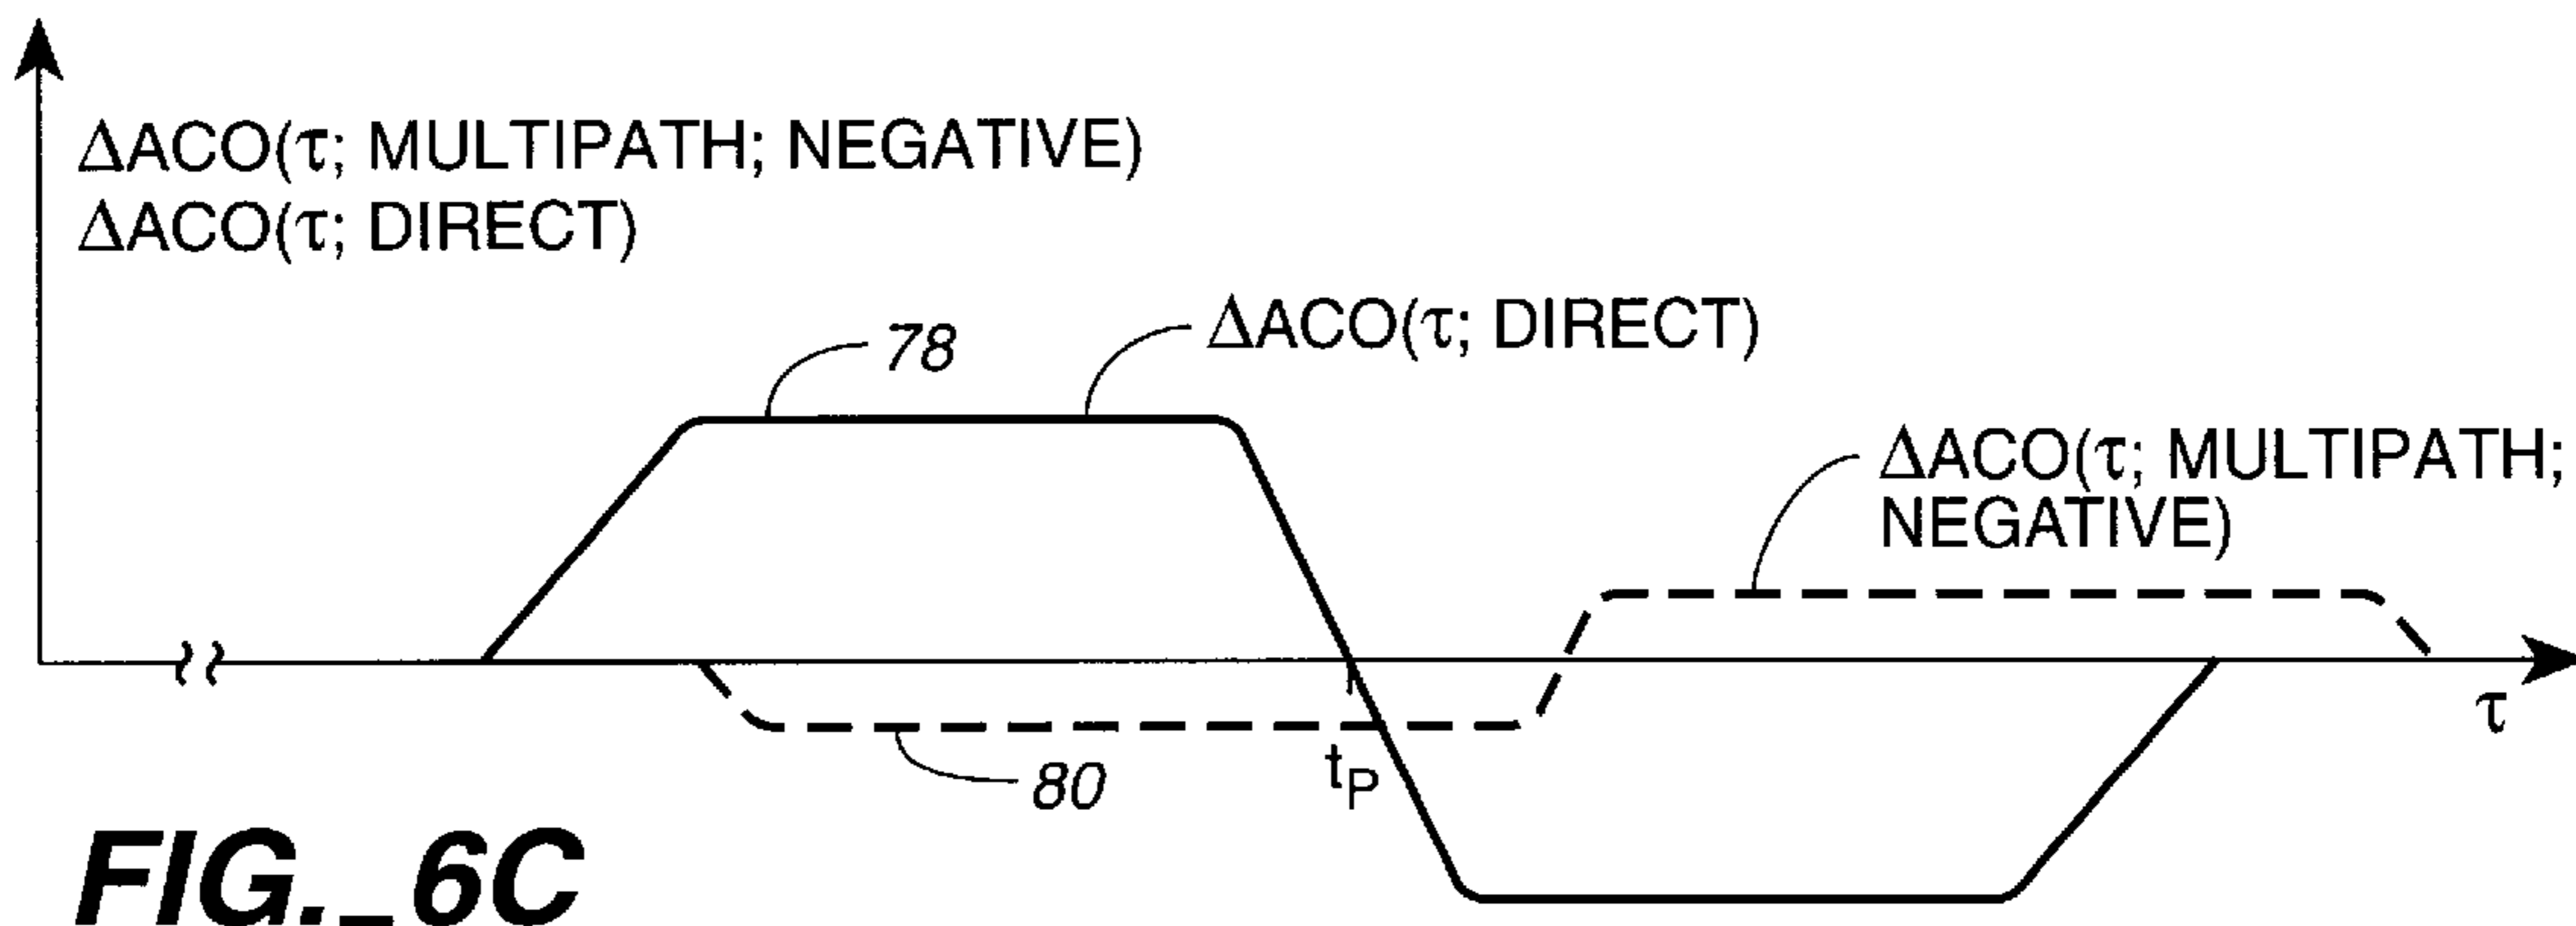 ΔACO(τ; MULTIPATH; NEGATIVE)
ΔACO(τ; DIRECT)
78
ΔACO(τ; DIRECT)
ΔACO(τ; MULTIPATH;
NEGATIVE)
τ
80
tP
FIG._6C